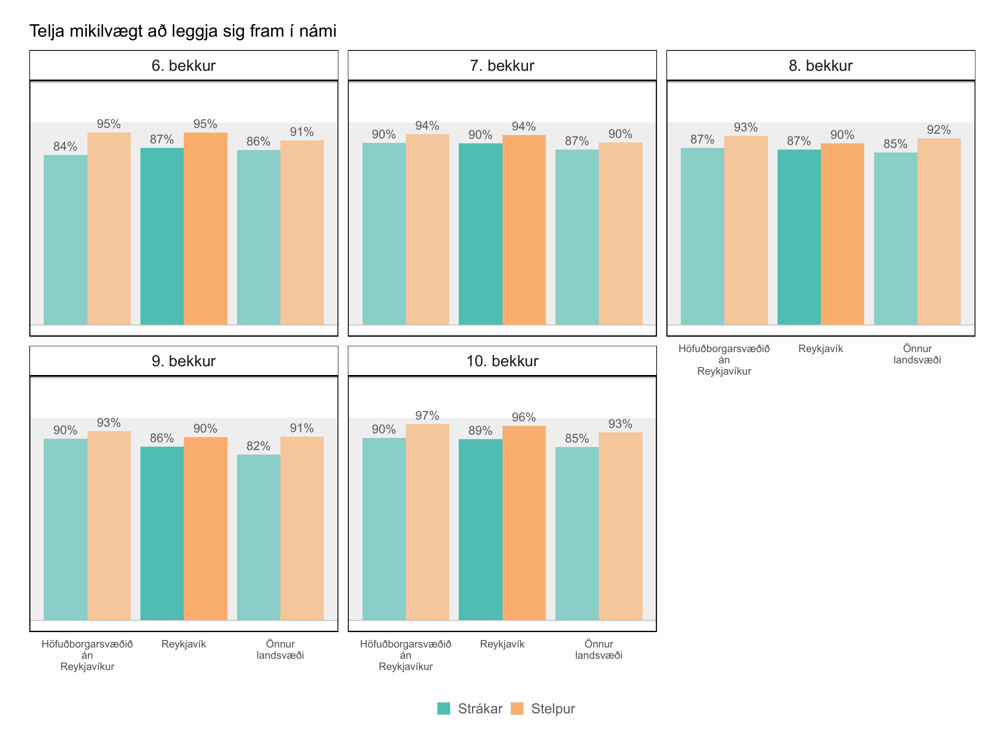 Telja mikilvægt að leggja sig fram í námi
6. bekkur
7. bekkur
8. bekkur
84%
95%
87%
95%
86%
91%
90%
94%
90%
94%
87%
90%
87%
93%
87%
90%
85%
92%
Höfuðborgarsvæðið
án
Reykjavíkur
Reykjavík
Önnur
landsvæði
9. bekkur
10. bekkur
90%
93%
86%
90%
82%
91%
90%
97%
89%
96%
85%
93%
Höfuðborgarsvæðið
án
Reykjavíkur
Reykjavík
Önnur
landsvæði
Höfuðborgarsvæðið
án
Reykjavíkur
Reykjavík
Önnur
landsvæði
Strákar
Stelpur